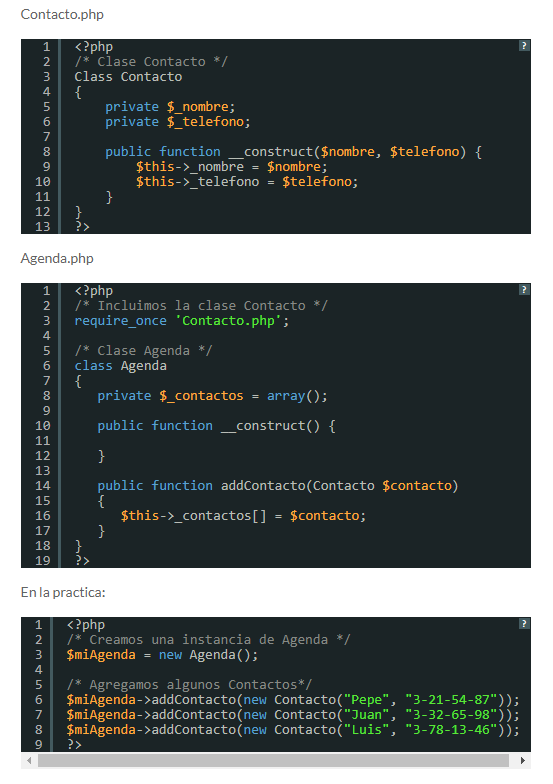 Contacto.php
1 <?php
2 /* Clase Contacto */
3 Class Contacto
4 {
5     private $_nombre;
6     private $_telefono;
7
8     public function __construct($nombre, $telefono) {
9         $this->_nombre = $nombre;
10         $this->_telefono = $telefono;
11     }
12 }
13 ?>
?
Agenda.php
1 <?php
2 /* Incluimos la clase Contacto */
3 require_once 'Contacto.php';
4
5 /* Clase Agenda */
6 class Agenda
7 {
8    private $_contactos = array();
9
10    public function __construct() {
11
12    }
13
14    public function addContacto(Contacto $contacto)
15    {
16       $this->_contactos[] = $contacto;
17    }
18 }
19 ?>
?
En la practica:
1 <?php
2 /* Creamos una instancia de Agenda */
3 $miAgenda = new Agenda();
4
5 /* Agregamos algunos Contactos*/
6 $miAgenda->addContacto(new Contacto("Pepe", "3-21-54-87"));
7 $miAgenda->addContacto(new Contacto("Juan", "3-32-65-98"));
8 $miAgenda->addContacto(new Contacto("Luis", "3-78-13-46"));
9 ?>
?